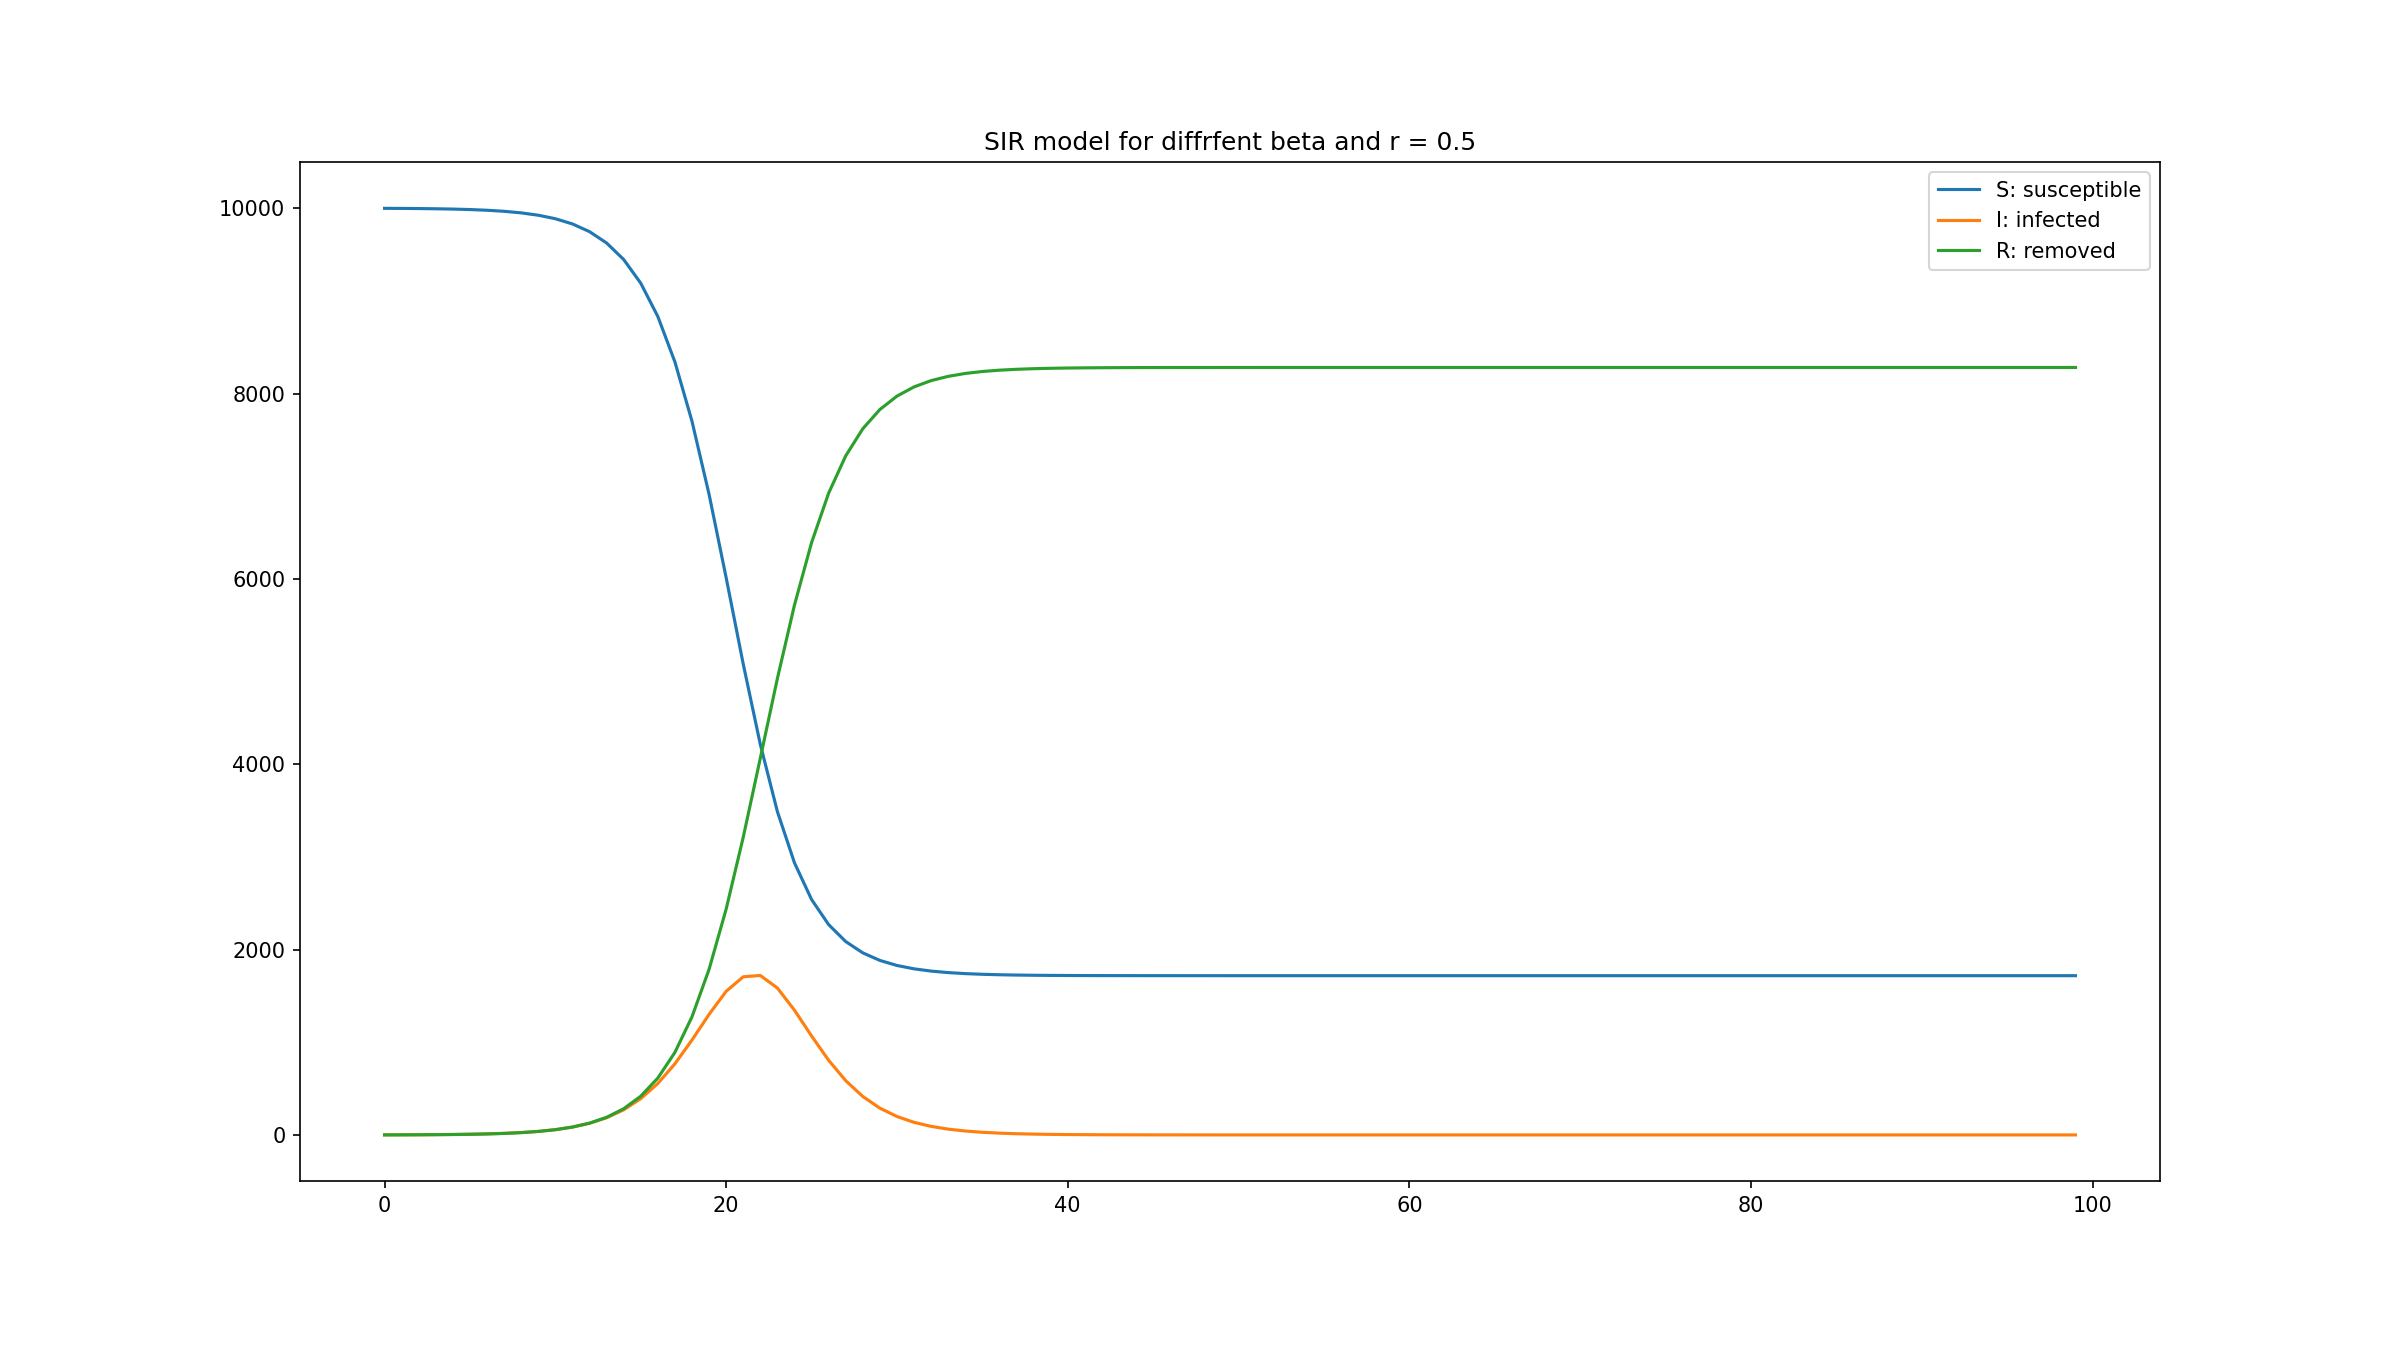 SIR model for diffrfent beta and r = 0.5
S: susceptible
I: infected
R: removed
10000
8000
6000
4000
2000
0
0 20 40 60 80 100